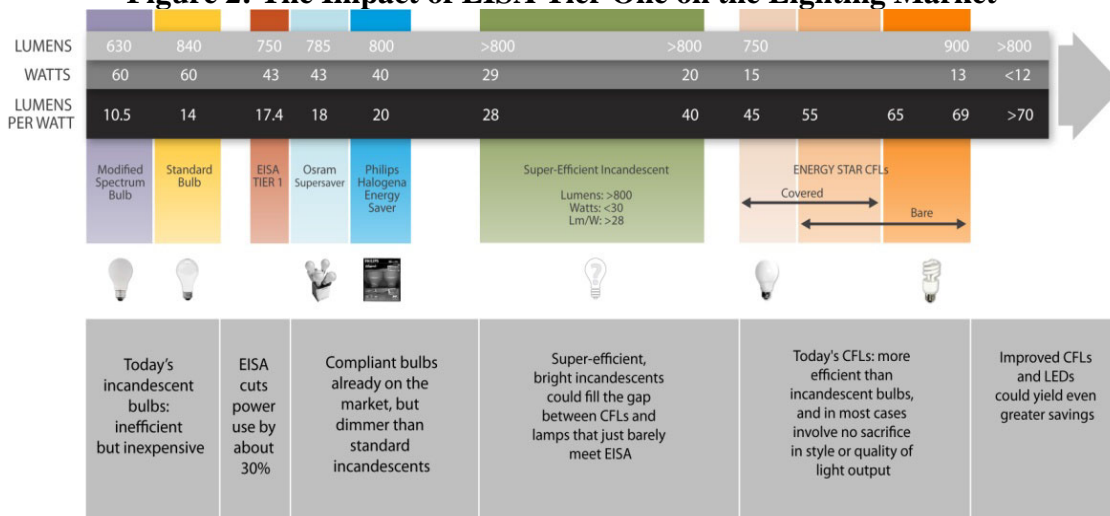 Figure 2: The Impact of EISA Tier One on the Lighting Market
LUMENS 630 840 750 785 800 >800 >800 750 900 >800
WATTS 60 60 43 43 40 29 20 15 13 <12
LUMENS
PER WATT 10.5 14 17.4 18 20 28 40 45 55 65 69 >70
Modified
Spectrum
Bulb
Standard
Bulb
EISA
TIER 1
Osram
Supersaver
Philips
Halogena
Energy
Saver
Super-Efficient Incandescent
Lumens: >800
Watts: <30
Lm/W: >28
ENERGY STAR CFLs
Covered
Bare
?
Today's
incandescent
bulbs:
inefficient
but inexpensive
EISA
cuts
power
use by
about
30%
Compliant bulbs
already on the
market, but
dimmer than
standard
incandescents
Super-efficient,
bright incandescents
could fill the gap
between CFLs and
lamps that just barely
meet EISA
Today's CFLs: more
efficient than
incandescent bulbs,
and in most cases
involve no sacrifice
in style or quality of
light output
Improved CFLs
and LEDs
could yield even
greater savings